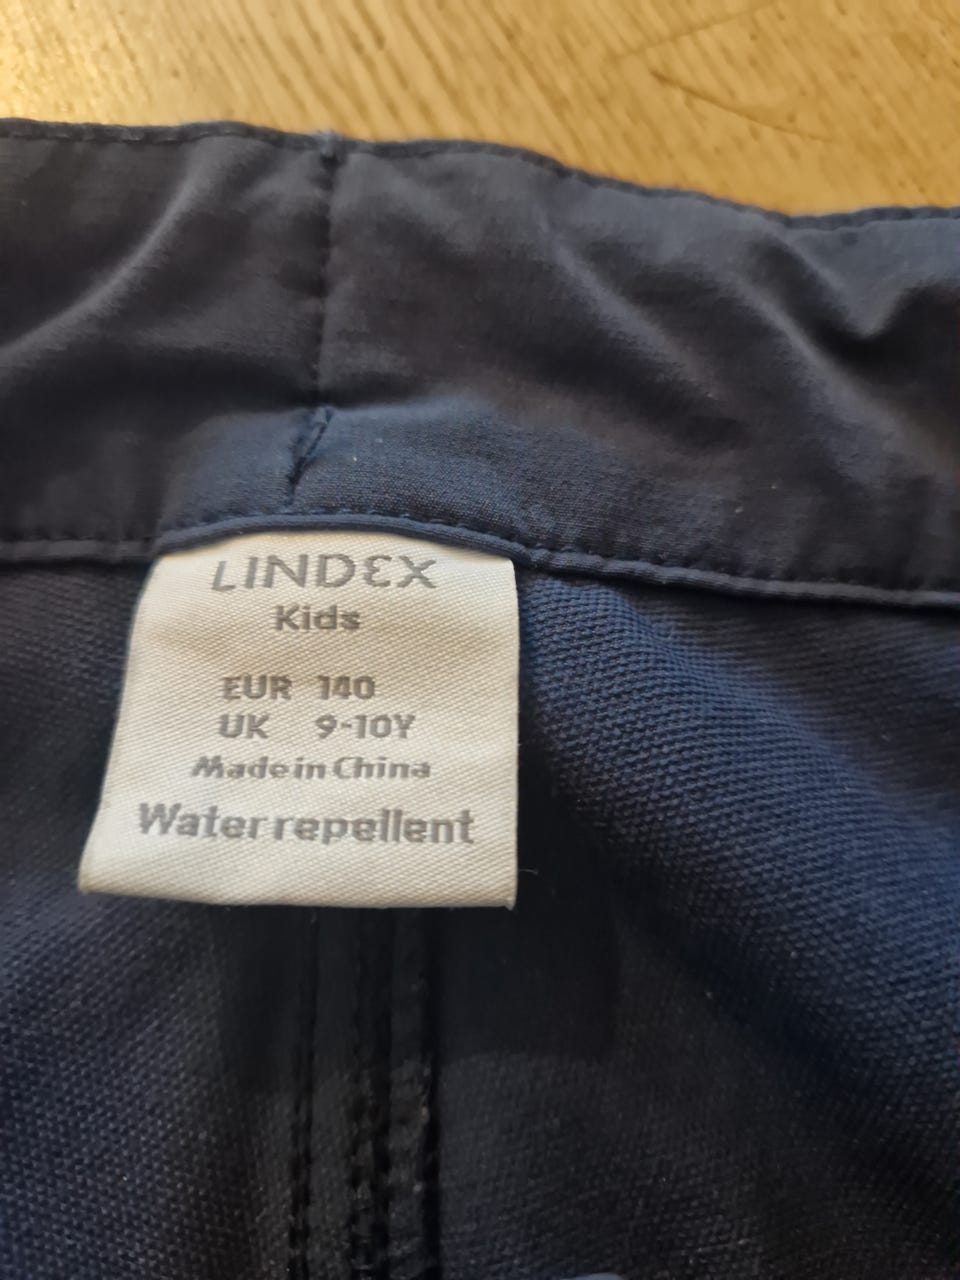 LINDEX
Kids
EUR 140
UK 9-10Y
Made in China
Water repellent